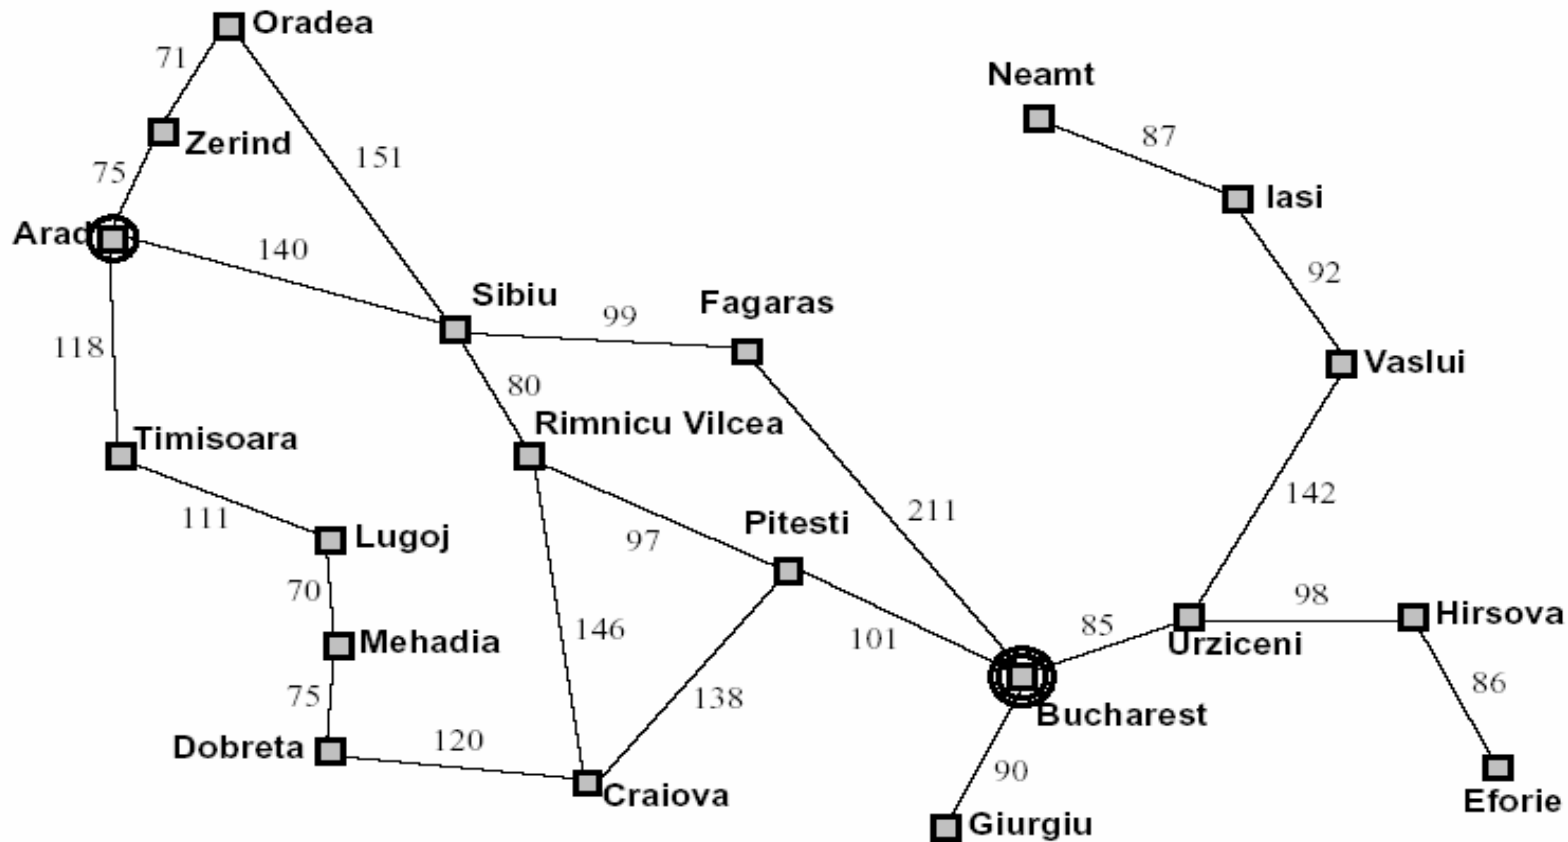 Oradea
71
Neamt
87
Zerind
151
75
Iasi
Arad
140
92
Sibiu
Fagaras
99
118
Vaslui
80
Rimnicu Vilcea
Timisoara
142
211
111
Lugoj
97
Pitesti
70
98
Hirsova
146
101
85
Urziceni
Mehadia
86
75
138
Bucharest
Dobreta
120
90
Craiova
Giurgiu
Eforie